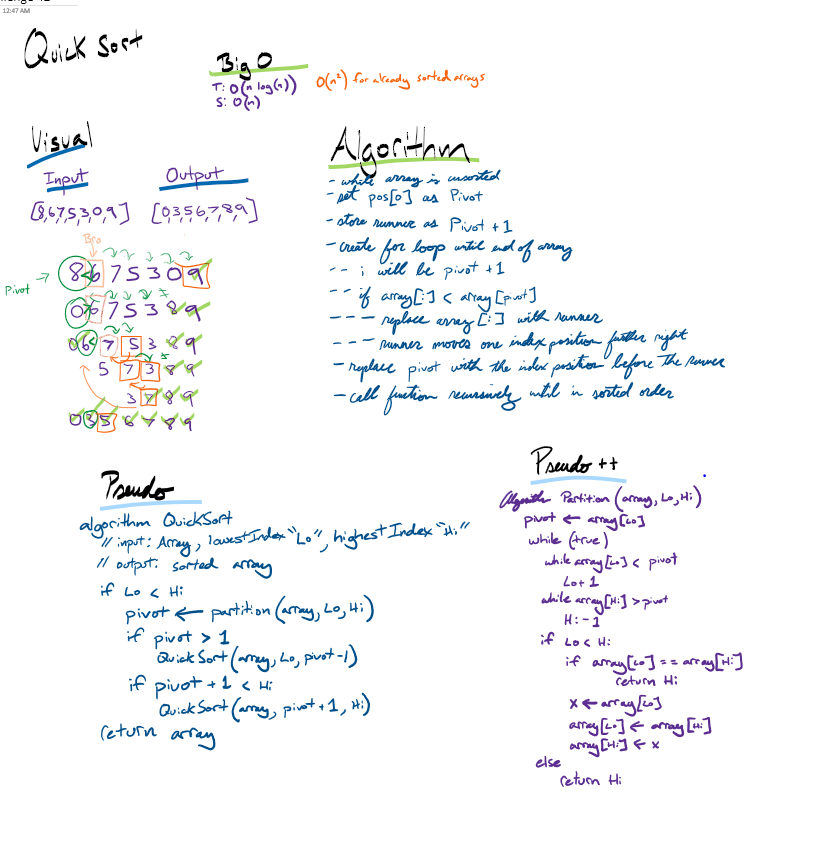 12:47 AM
Quick Sort
Big O
T: O(n log(n))
O(n²) for already sorted arrays
S: O(n)
Visual
Input
Output
[8,6,7,5,3,0,9]
[0,3,5,6,7,8,9]
Bro
Pivot
8<6 7 5 3 0 9
0 6 7 5 3 8 9
0 6< 7 5 3 8 9
5 7 3 8 9
3 7 8 9
0 3 5 6 7 8 9
Algorithm
- while array is unsorted
- set pos[0] as Pivot
- store runner as Pivot + 1
- create for loop until end of array
-- i will be pivot + 1
-- if array[i] < array[pivot]
--- replace array[i] with runner
--- runner moves one index position further right
- replace pivot with the index position before the runner
- call function recursively until in sorted order
Pseudo
algorithm QuickSort
// input: Array, lowest Index "Lo", highest Index "Hi"
// output: sorted array
if Lo < Hi
pivot ← partition(array, Lo, Hi)
if pivot > 1
QuickSort(array, Lo, pivot-1)
if pivot + 1 < Hi
QuickSort(array, pivot+1, Hi)
return array
Pseudo ++
Algorithm Partition (array, Lo, Hi)
pivot ← array[Lo]
while (true)
while array[Lo] < pivot
Lo+1
while array[Hi] > pivot
Hi-1
if Lo < Hi
if array[Lo] == array[Hi]
return Hi
x ← array[Lo]
array[Lo] ← array[Hi]
array[Hi] ← x
else
return Hi